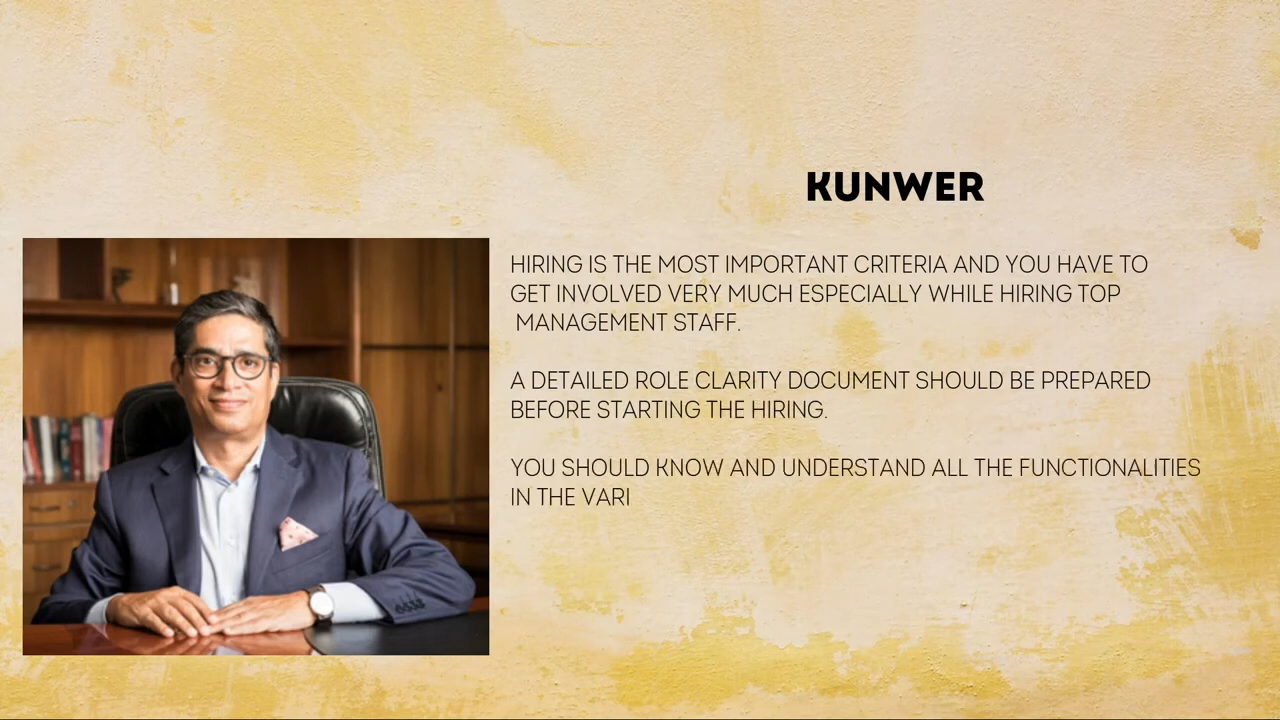 KUNWER
HIRING IS THE MOST IMPORTANT CRITERIA AND YOU HAVE TO
GET INVOLVED VERY MUCH ESPECIALLY WHILE HIRING TOP
MANAGEMENT STAFF.
A DETAILED ROLE CLARITY DOCUMENT SHOULD BE PREPARED
BEFORE STARTING THE HIRING.
YOU SHOULD KNOW AND UNDERSTAND ALL THE FUNCTIONALITIES
IN THE VARI